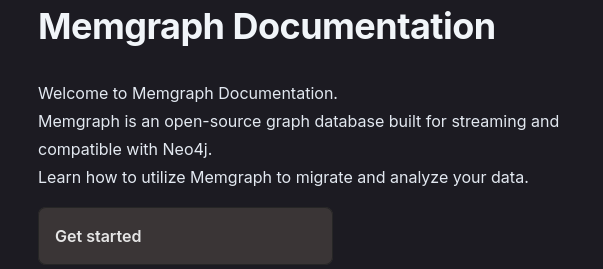 Memgraph Documentation
Welcome to Memgraph Documentation.
Memgraph is an open-source graph database built for streaming and
compatible with Neo4j.
Learn how to utilize Memgraph to migrate and analyze your data.
Get started